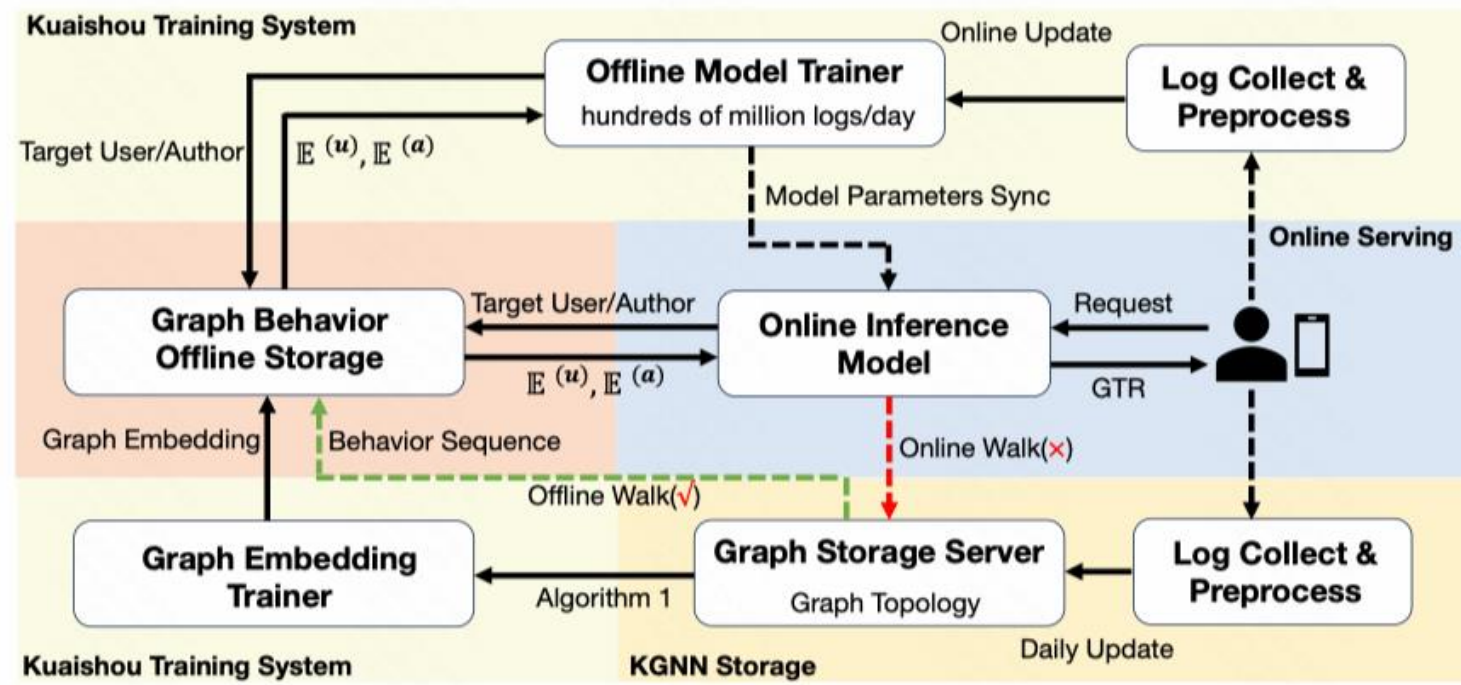 Kuaishou Training System
Online Update
Offline Model Trainer
hundreds of million logs/day
Log Collect &
Preprocess
Target User/Author
𝔼 (u), 𝔼 (a)
Model Parameters Sync
Online Serving
Graph Behavior
Offline Storage
Target User/Author
𝔼 (u), 𝔼 (a)
Online Inference
Model
Request
GTR
Graph Embedding
Behavior Sequence
Online Walk(×)
Offline Walk(√)
Graph Embedding
Trainer
Algorithm 1
Graph Storage Server
Graph Topology
Log Collect &
Preprocess
Daily Update
Kuaishou Training System
KGNN Storage